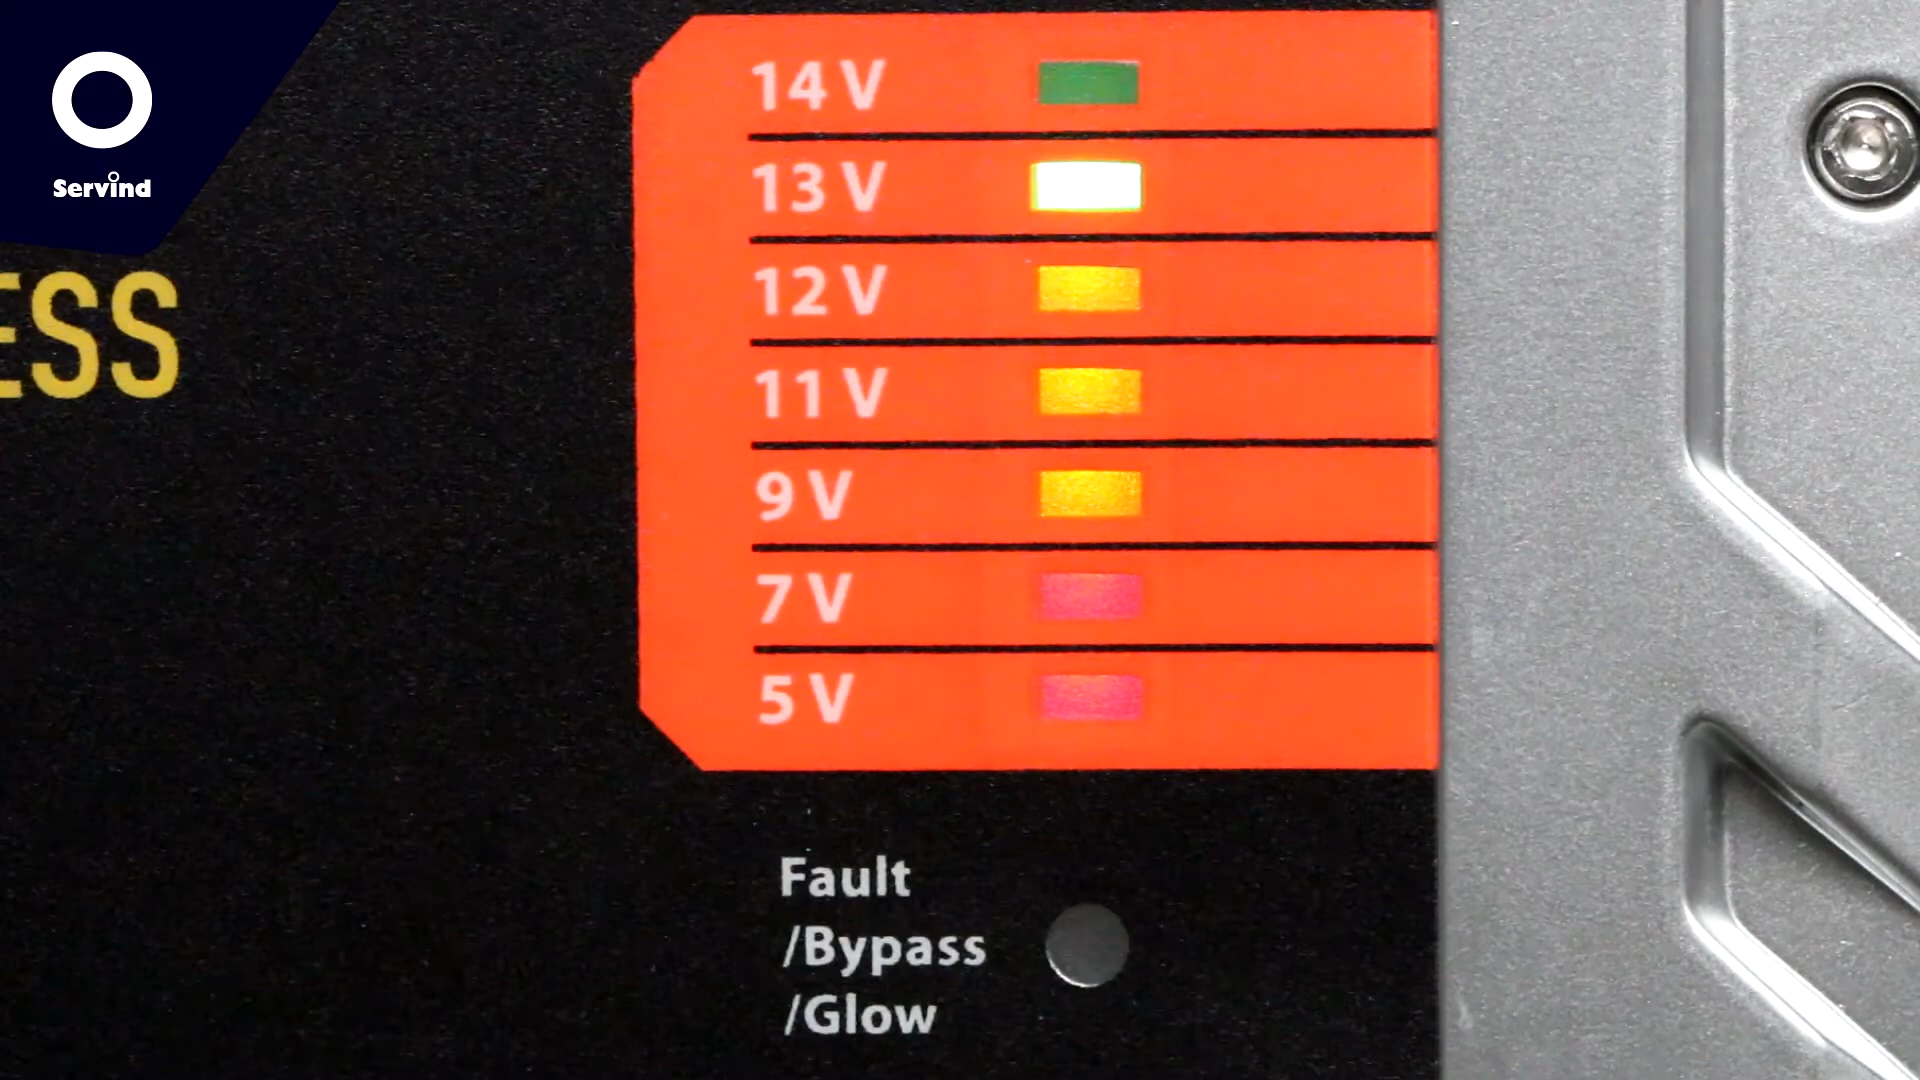 Servind
ESS
14 V
13 V
12 V
11 V
9 V
7 V
5 V
Fault
/Bypass
/Glow